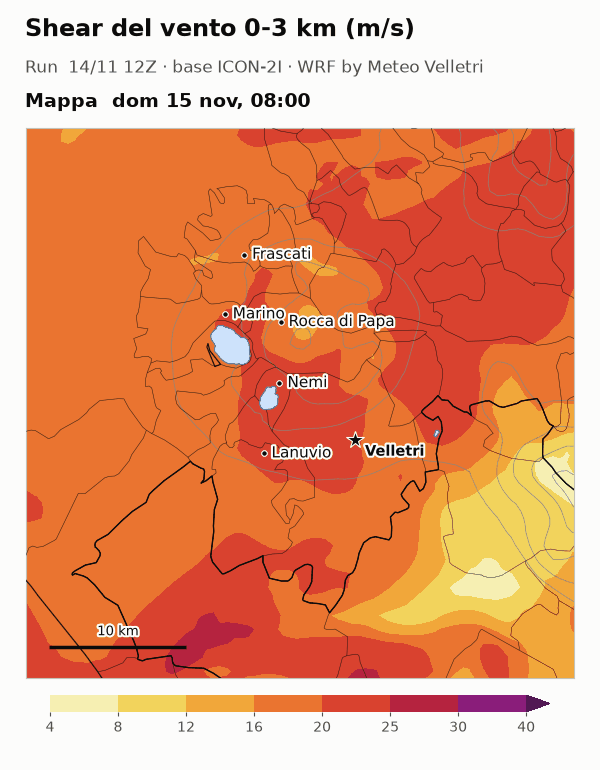 Shear del vento 0-3 km (m/s)
Run  14/11 12Z · base ICON-2I · WRF by Meteo Velletri
Mappa  dom 15 nov, 08:00
Frascati
Marino
Rocca di Papa
Nemi
Velletri
Lanuvio
10 km
4 8 12 16 20 25 30 40